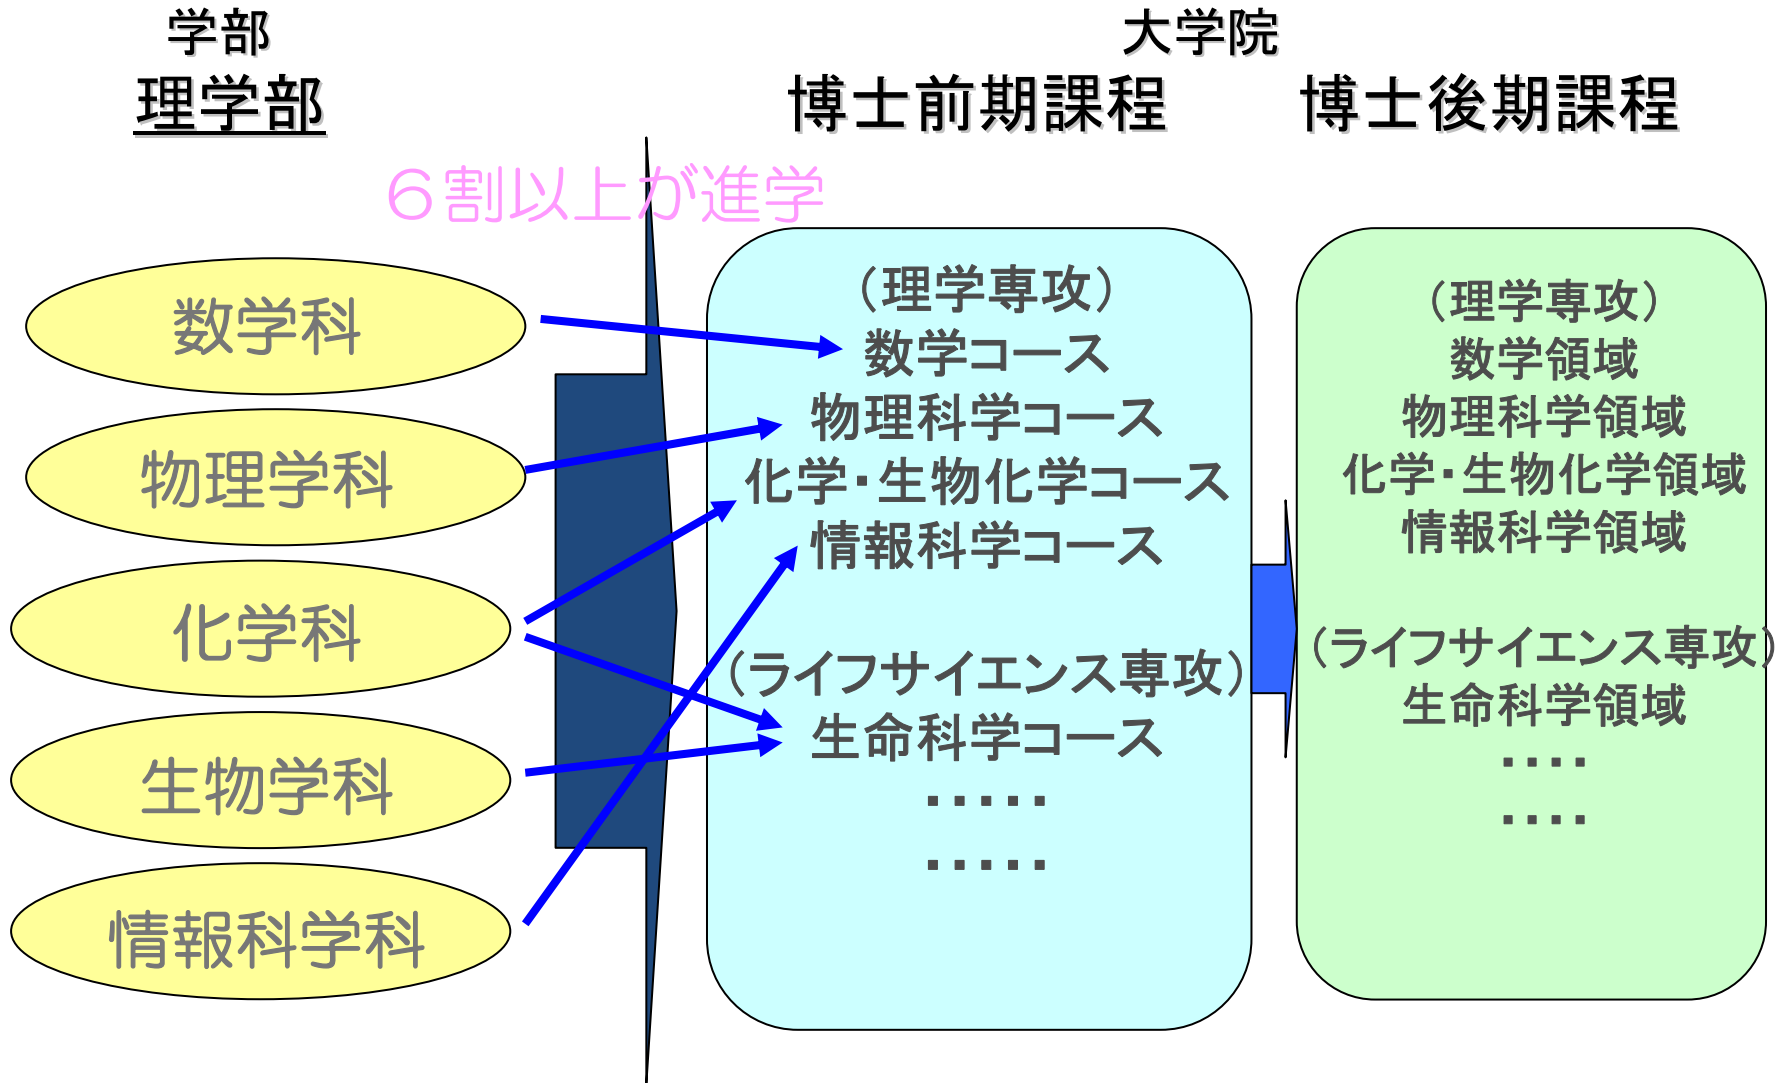 学部
理学部
大学院
博士前期課程
博士後期課程
6割以上が進学
数学科
物理学科
化学科
生物学科
情報科学科
（理学専攻）
数学コース
物理科学コース
化学・生物化学コース
情報科学コース
（ライフサイエンス専攻）
生命科学コース
・・・・・
・・・・・
（理学専攻）
数学領域
物理科学領域
化学・生物化学領域
情報科学領域
（ライフサイエンス専攻）
生命科学領域
・・・・
・・・・